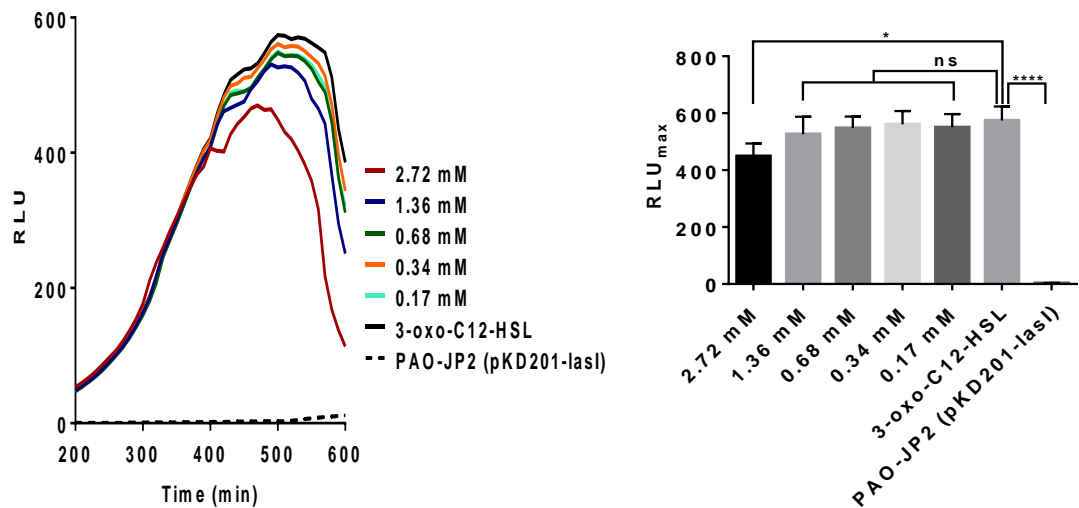 600
400
200
0
RLU
200 300 400 500 600
Time (min)
2.72 mM
1.36 mM
0.68 mM
0.34 mM
0.17 mM
3-oxo-C12-HSL
PAO-JP2 (pKD201-lasI)
*
ns
****
800
600
400
200
0
RLUmax
2.72 mM
1.36 mM
0.68 mM
0.34 mM
0.17 mM
3-oxo-C12-HSL
PAO-JP2 (pKD201-lasI)